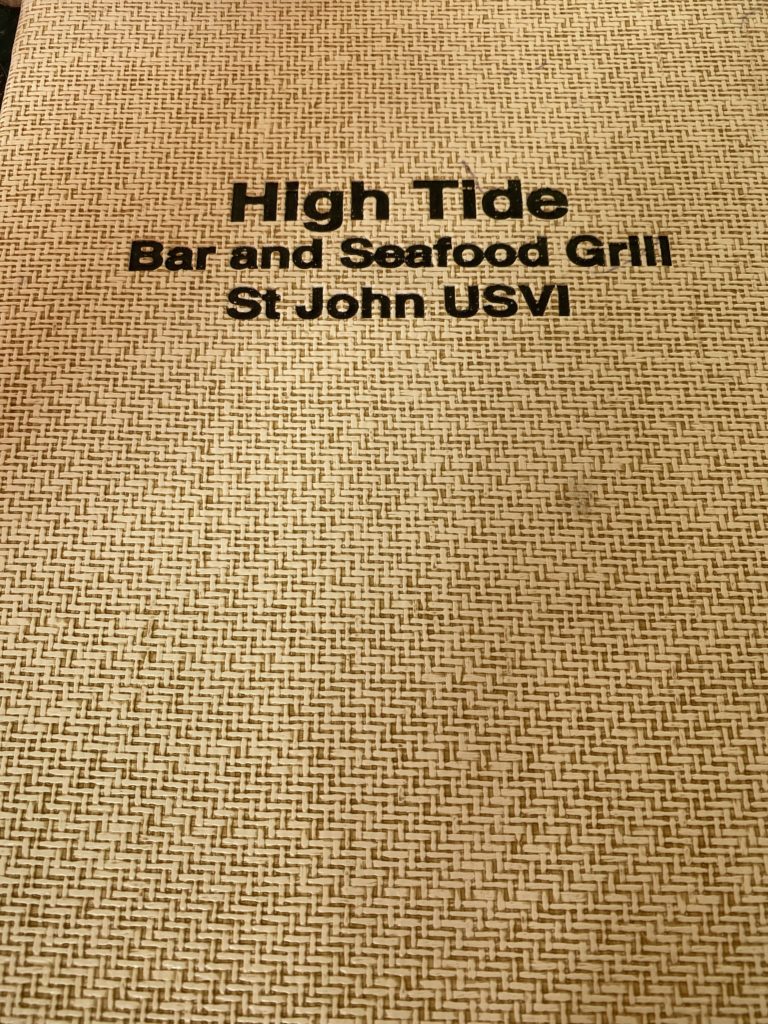 High Tide
Bar and Seafood Grill
St John USVI